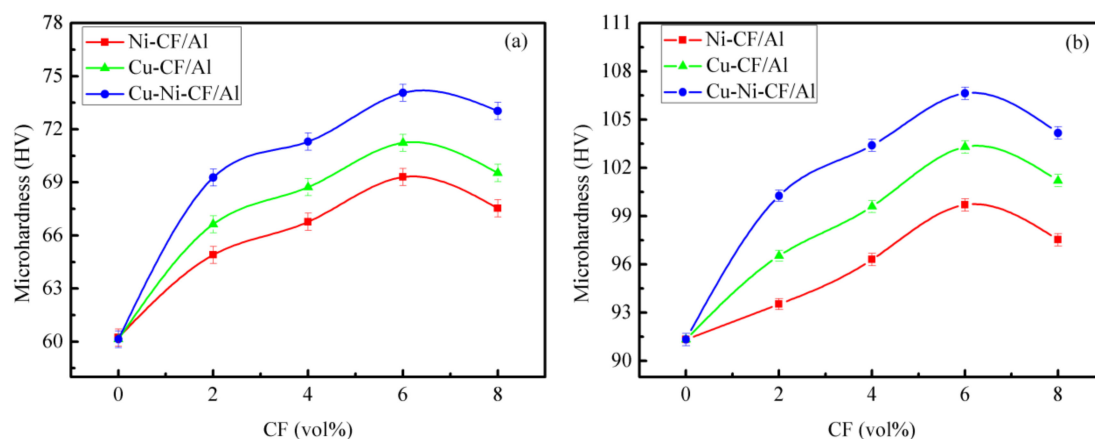 78
75
72
69
66
63
60
Microhardness (HV)
Ni-CF/Al
Cu-CF/Al
Cu-Ni-CF/Al
(a)
0 2 4 6 8
CF (vol%)
111
108
105
102
99
96
93
90
Microhardness (HV)
Ni-CF/Al
Cu-CF/Al
Cu-Ni-CF/Al
(b)
0 2 4 6 8
CF (vol%)